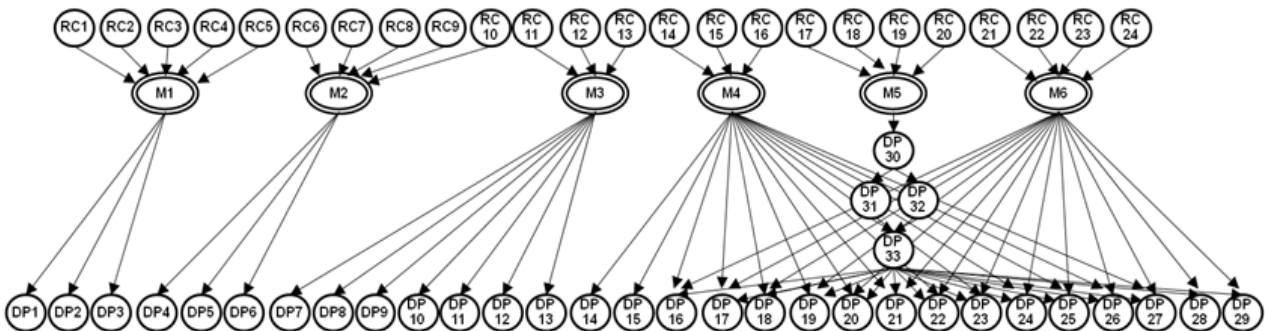 RC1 RC2 RC3 RC4 RC5 RC6 RC7 RC8 RC9 RC 10 RC 11 RC 12 RC 13 RC 14 RC 15 RC 16 RC 17 RC 18 RC 19 RC 20 RC 21 RC 22 RC 23 RC 24
M1 M2 M3 M4 M5 M6
DP 30
DP 31 DP 32
DP 33
DP1 DP2 DP3 DP4 DP5 DP6 DP7 DP8 DP9 DP 10 DP 11 DP 12 DP 13 DP 14 DP 15 DP 16 DP 17 DP 18 DP 19 DP 20 DP 21 DP 22 DP 23 DP 24 DP 25 DP 26 DP 27 DP 28 DP 29